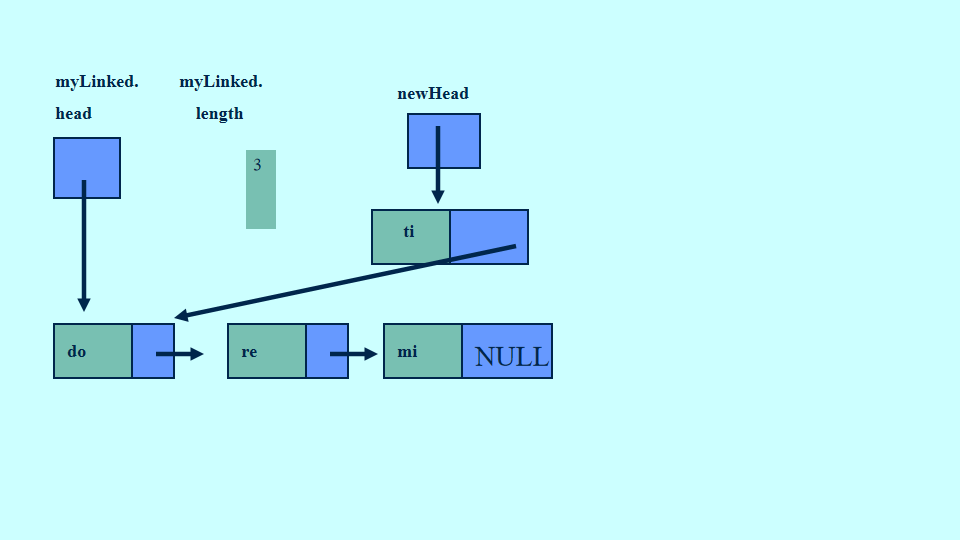 myLinked.
head
myLinked.
length
newHead
3
ti
do
re
mi
NULL